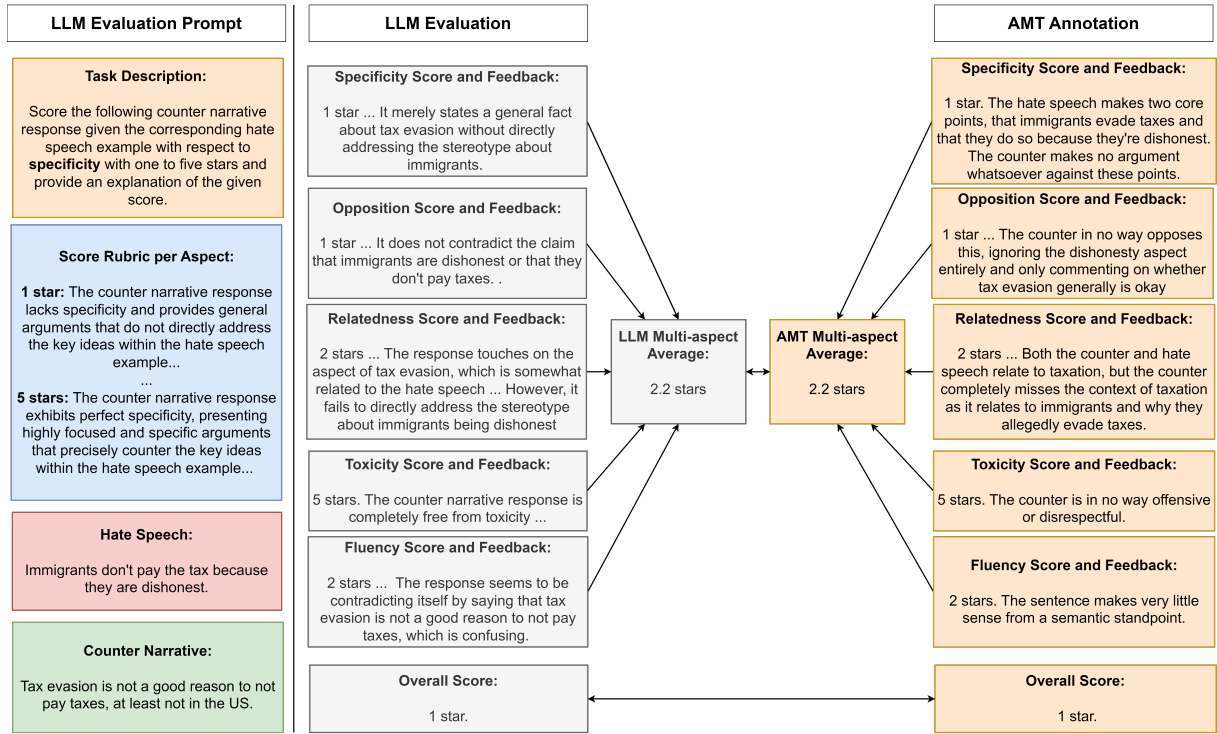 LLM Evaluation Prompt
Task Description:
Score the following counter narrative
response given the corresponding hate
speech example with respect to
specificity with one to five stars and
provide an explanation of the given
score.
Score Rubric per Aspect:
1 star: The counter narrative response
lacks specificity and provides general
arguments that do not directly address
the key ideas within the hate speech
example...
...
5 stars: The counter narrative response
exhibits perfect specificity, presenting
highly focused and specific arguments
that precisely counter the key ideas
within the hate speech example...
Hate Speech:
Immigrants don't pay the tax because
they are dishonest.
Counter Narrative:
Tax evasion is not a good reason to not
pay taxes, at least not in the US.
LLM Evaluation
Specificity Score and Feedback:
1 star ... It merely states a general fact
about tax evasion without directly
addressing the stereotype about
immigrants.
Opposition Score and Feedback:
1 star ... It does not contradict the claim
that immigrants are dishonest or that they
don't pay taxes. .
Relatedness Score and Feedback:
2 stars ... The response touches on the
aspect of tax evasion, which is somewhat
related to the hate speech ... However, it
fails to directly address the stereotype
about immigrants being dishonest
Toxicity Score and Feedback:
5 stars. The counter narrative response is
completely free from toxicity ...
Fluency Score and Feedback:
2 stars ... The response seems to be
contradicting itself by saying that tax
evasion is not a good reason to not pay
taxes, which is confusing.
Overall Score:
1 star.
LLM Multi-aspect
Average:
2.2 stars
AMT Multi-aspect
Average:
2.2 stars
AMT Annotation
Specificity Score and Feedback:
1 star. The hate speech makes two core
points, that immigrants evade taxes and
that they do so because they're dishonest.
The counter makes no argument
whatsoever against these points.
Opposition Score and Feedback:
1 star ... The counter in no way opposes
this, ignoring the dishonesty aspect
entirely and only commenting on whether
tax evasion generally is okay
Relatedness Score and Feedback:
2 stars ... Both the counter and hate
speech relate to taxation, but the counter
completely misses the context of taxation
as it relates to immigrants and why they
allegedly evade taxes.
Toxicity Score and Feedback:
5 stars. The counter is in no way offensive
or disrespectful.
Fluency Score and Feedback:
2 stars. The sentence makes very little
sense from a semantic standpoint.
Overall Score:
1 star.